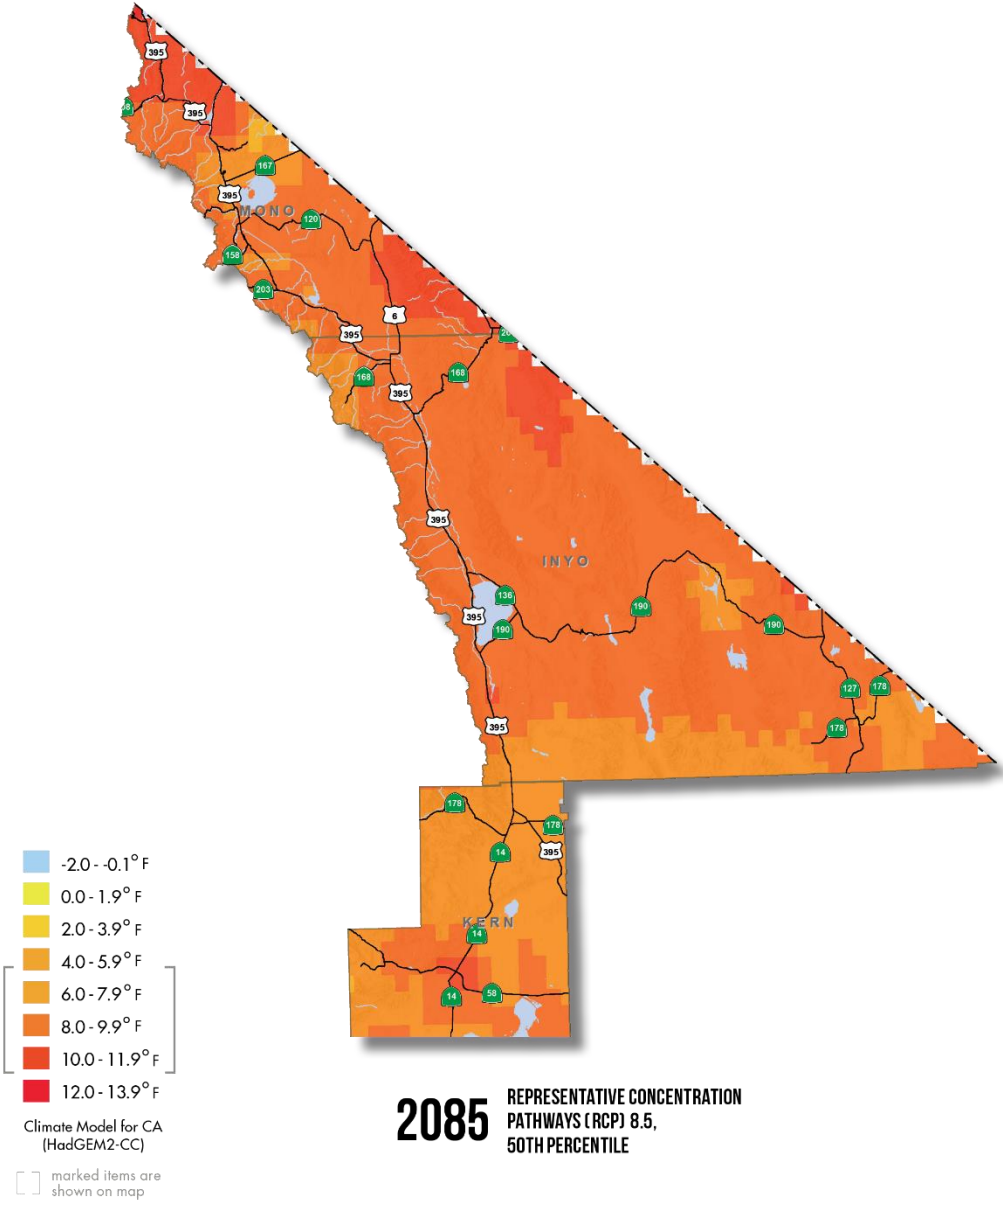 395
8
395
167
395
MONO
120
158
203
6
395
168
168
395
395
INYO
136
190
395
190
190
127
178
395
178
178
178
395
14
KERN
14
14
58
-2.0 - -0.1° F
0.0 - 1.9° F
2.0 - 3.9° F
4.0 - 5.9° F
6.0 - 7.9° F
8.0 - 9.9° F
10.0 - 11.9° F
12.0 - 13.9° F
Climate Model for CA
(HadGEM2-CC)
marked items are
shown on map
2085
REPRESENTATIVE CONCENTRATION
PATHWAYS (RCP) 8.5,
50TH PERCENTILE